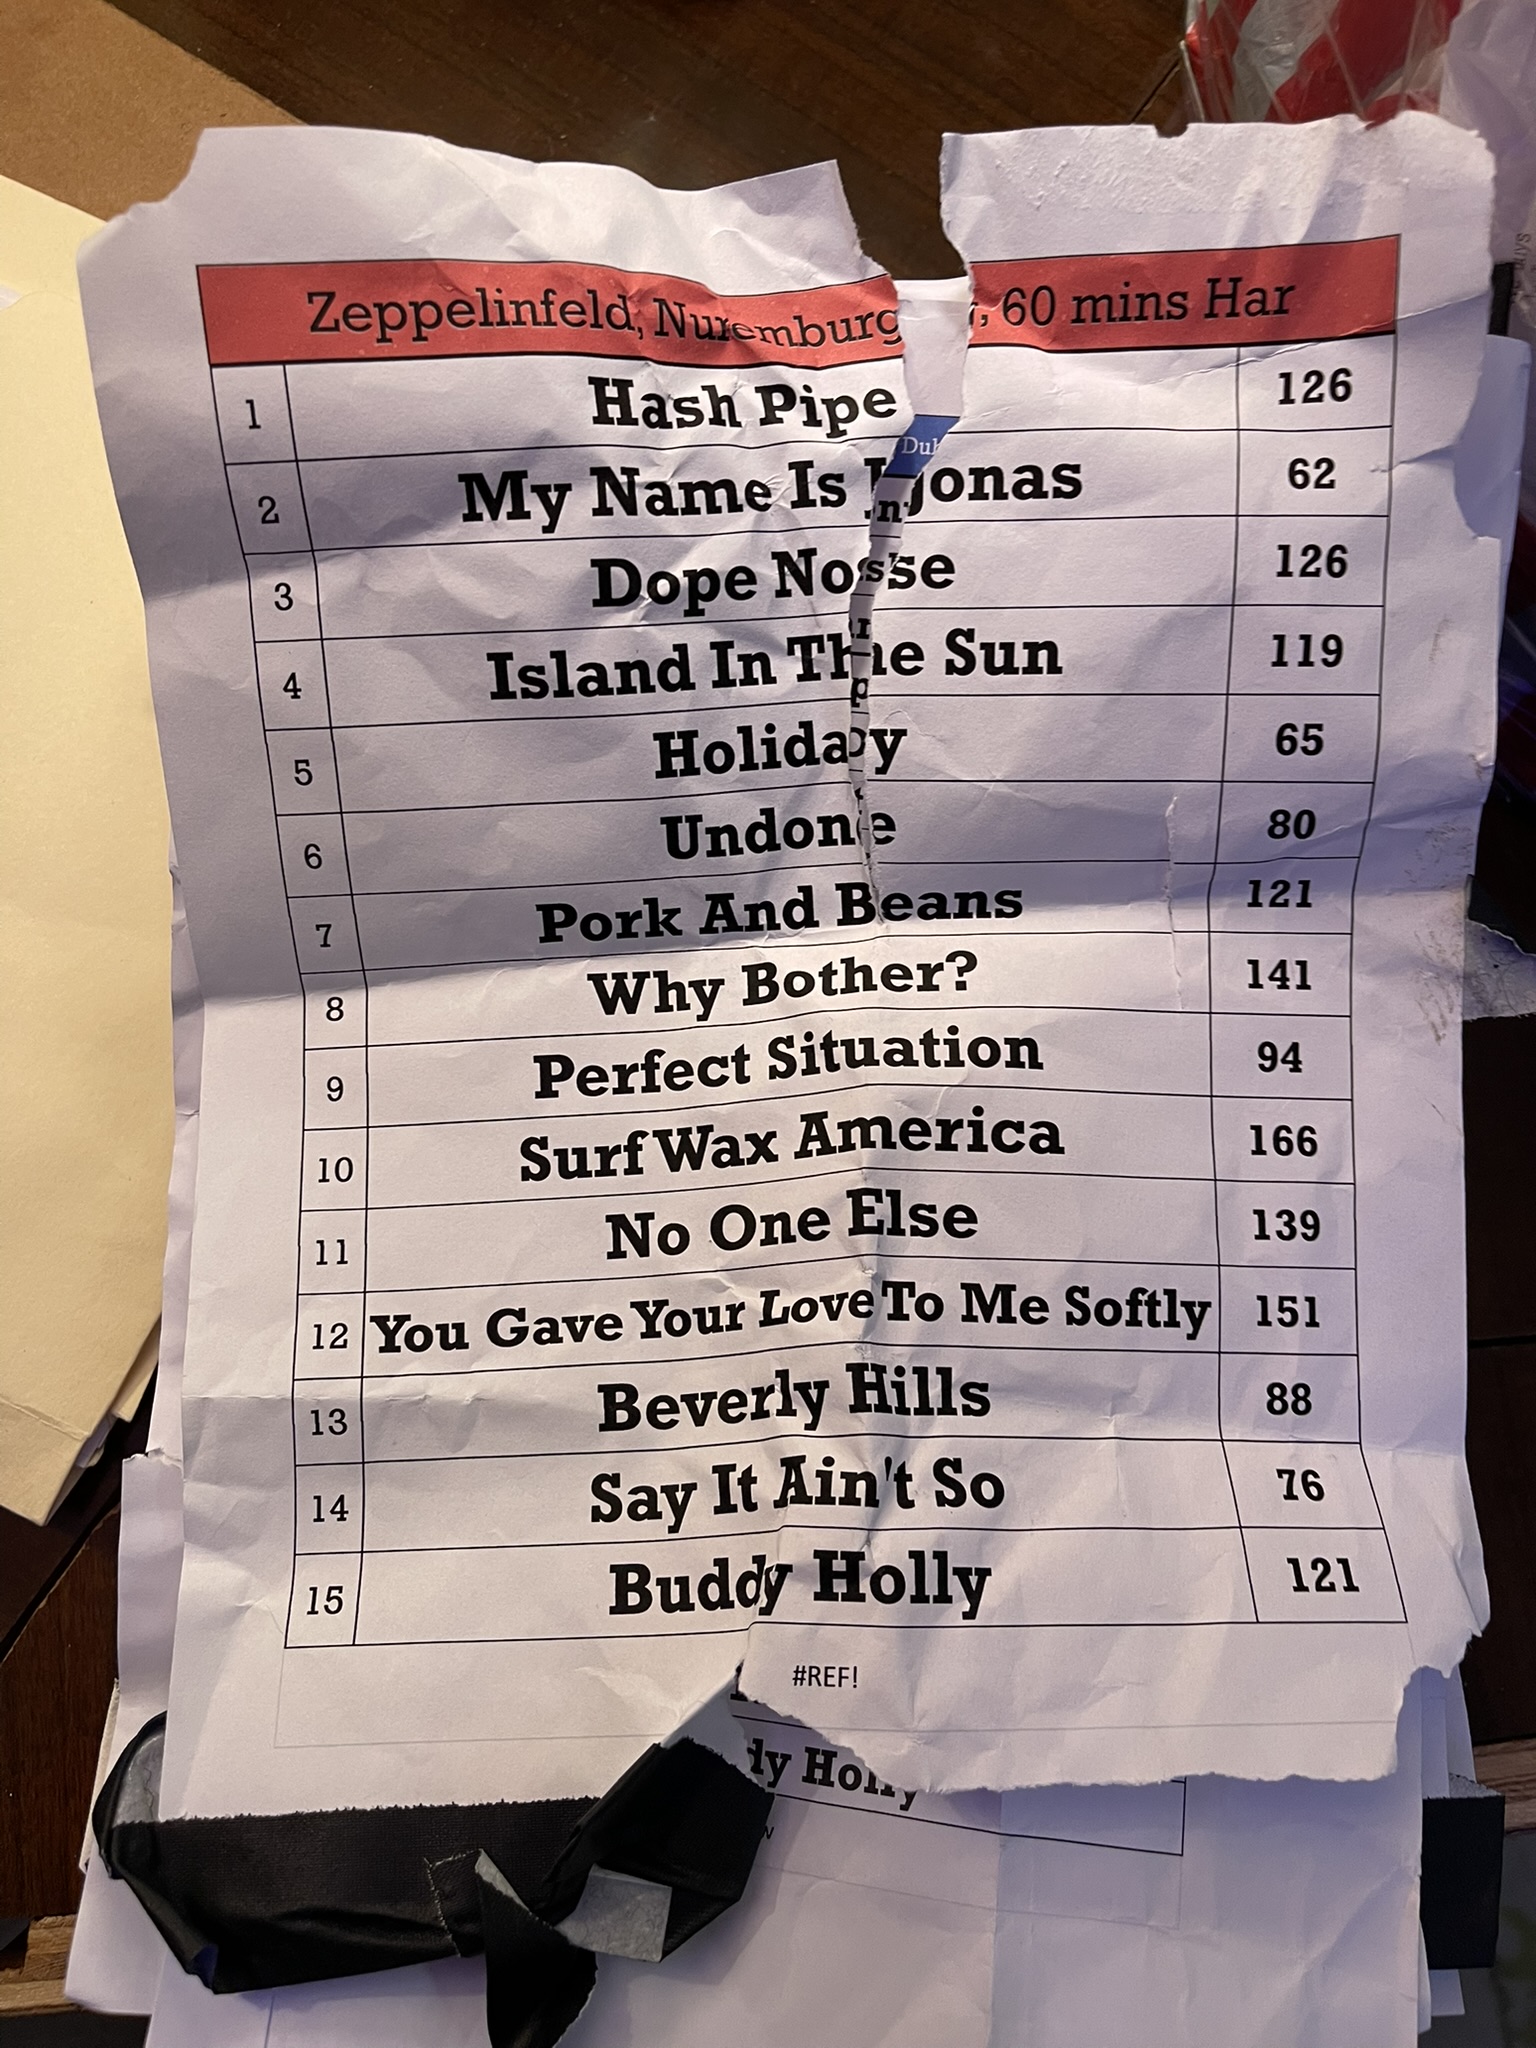 Zeppelinfeld, Nuremburg , 60 mins Har
1 Hash Pipe 126
Dub
2 My Name Is Jonas 62
3 Dope Nose 126
4 Island In The Sun 119
5 Holiday 65
6 Undone 80
7 Pork And Beans 121
8 Why Bother? 141
9 Perfect Situation 94
10 Surf Wax America 166
11 No One Else 139
12 You Gave Your Love To Me Softly 151
13 Beverly Hills 88
14 Say It Ain't So 76
15 Buddy Holly 121
#REF!
dy Holly